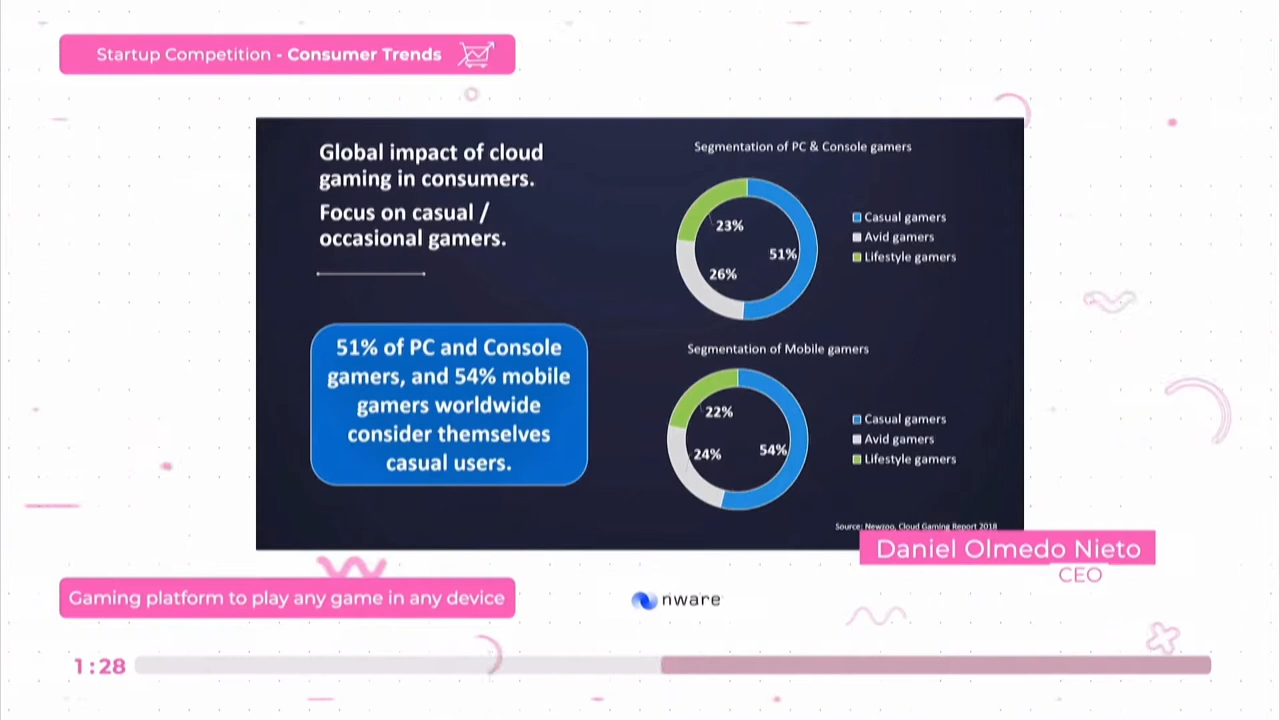 Startup Competition - Consumer Trends
Global impact of cloud
gaming in consumers.
Focus on casual /
occasional gamers.
51% of PC and Console
gamers, and 54% mobile
gamers worldwide
consider themselves
casual users.
Segmentation of PC & Console gamers
23%
51%
26%
Casual gamers
Avid gamers
Lifestyle gamers
Segmentation of Mobile gamers
22%
54%
24%
Casual gamers
Avid gamers
Lifestyle gamers
Source: Newzoo, Cloud Gaming Report 2018
Daniel Olmedo Nieto
CEO
Gaming platform to play any game in any device
nware
1:28